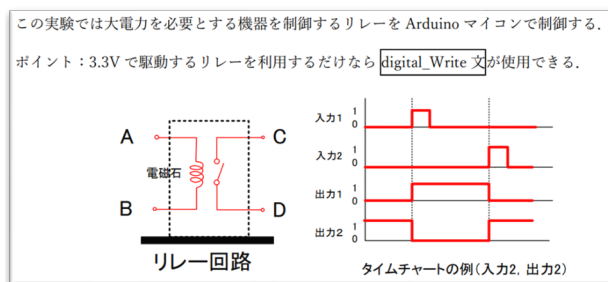 この実験では大電力を必要とする機器を制御するリレーを Arduino マイコンで制御する.
ポイント：3.3V で駆動するリレーを利用するだけなら digital_Write 文が使用できる.
A
C
電磁石
B
D
リレー回路
入力1 1
0
入力2 1
0
出力1 1
0
出力2 1
0
タイムチャートの例(入力2, 出力2)